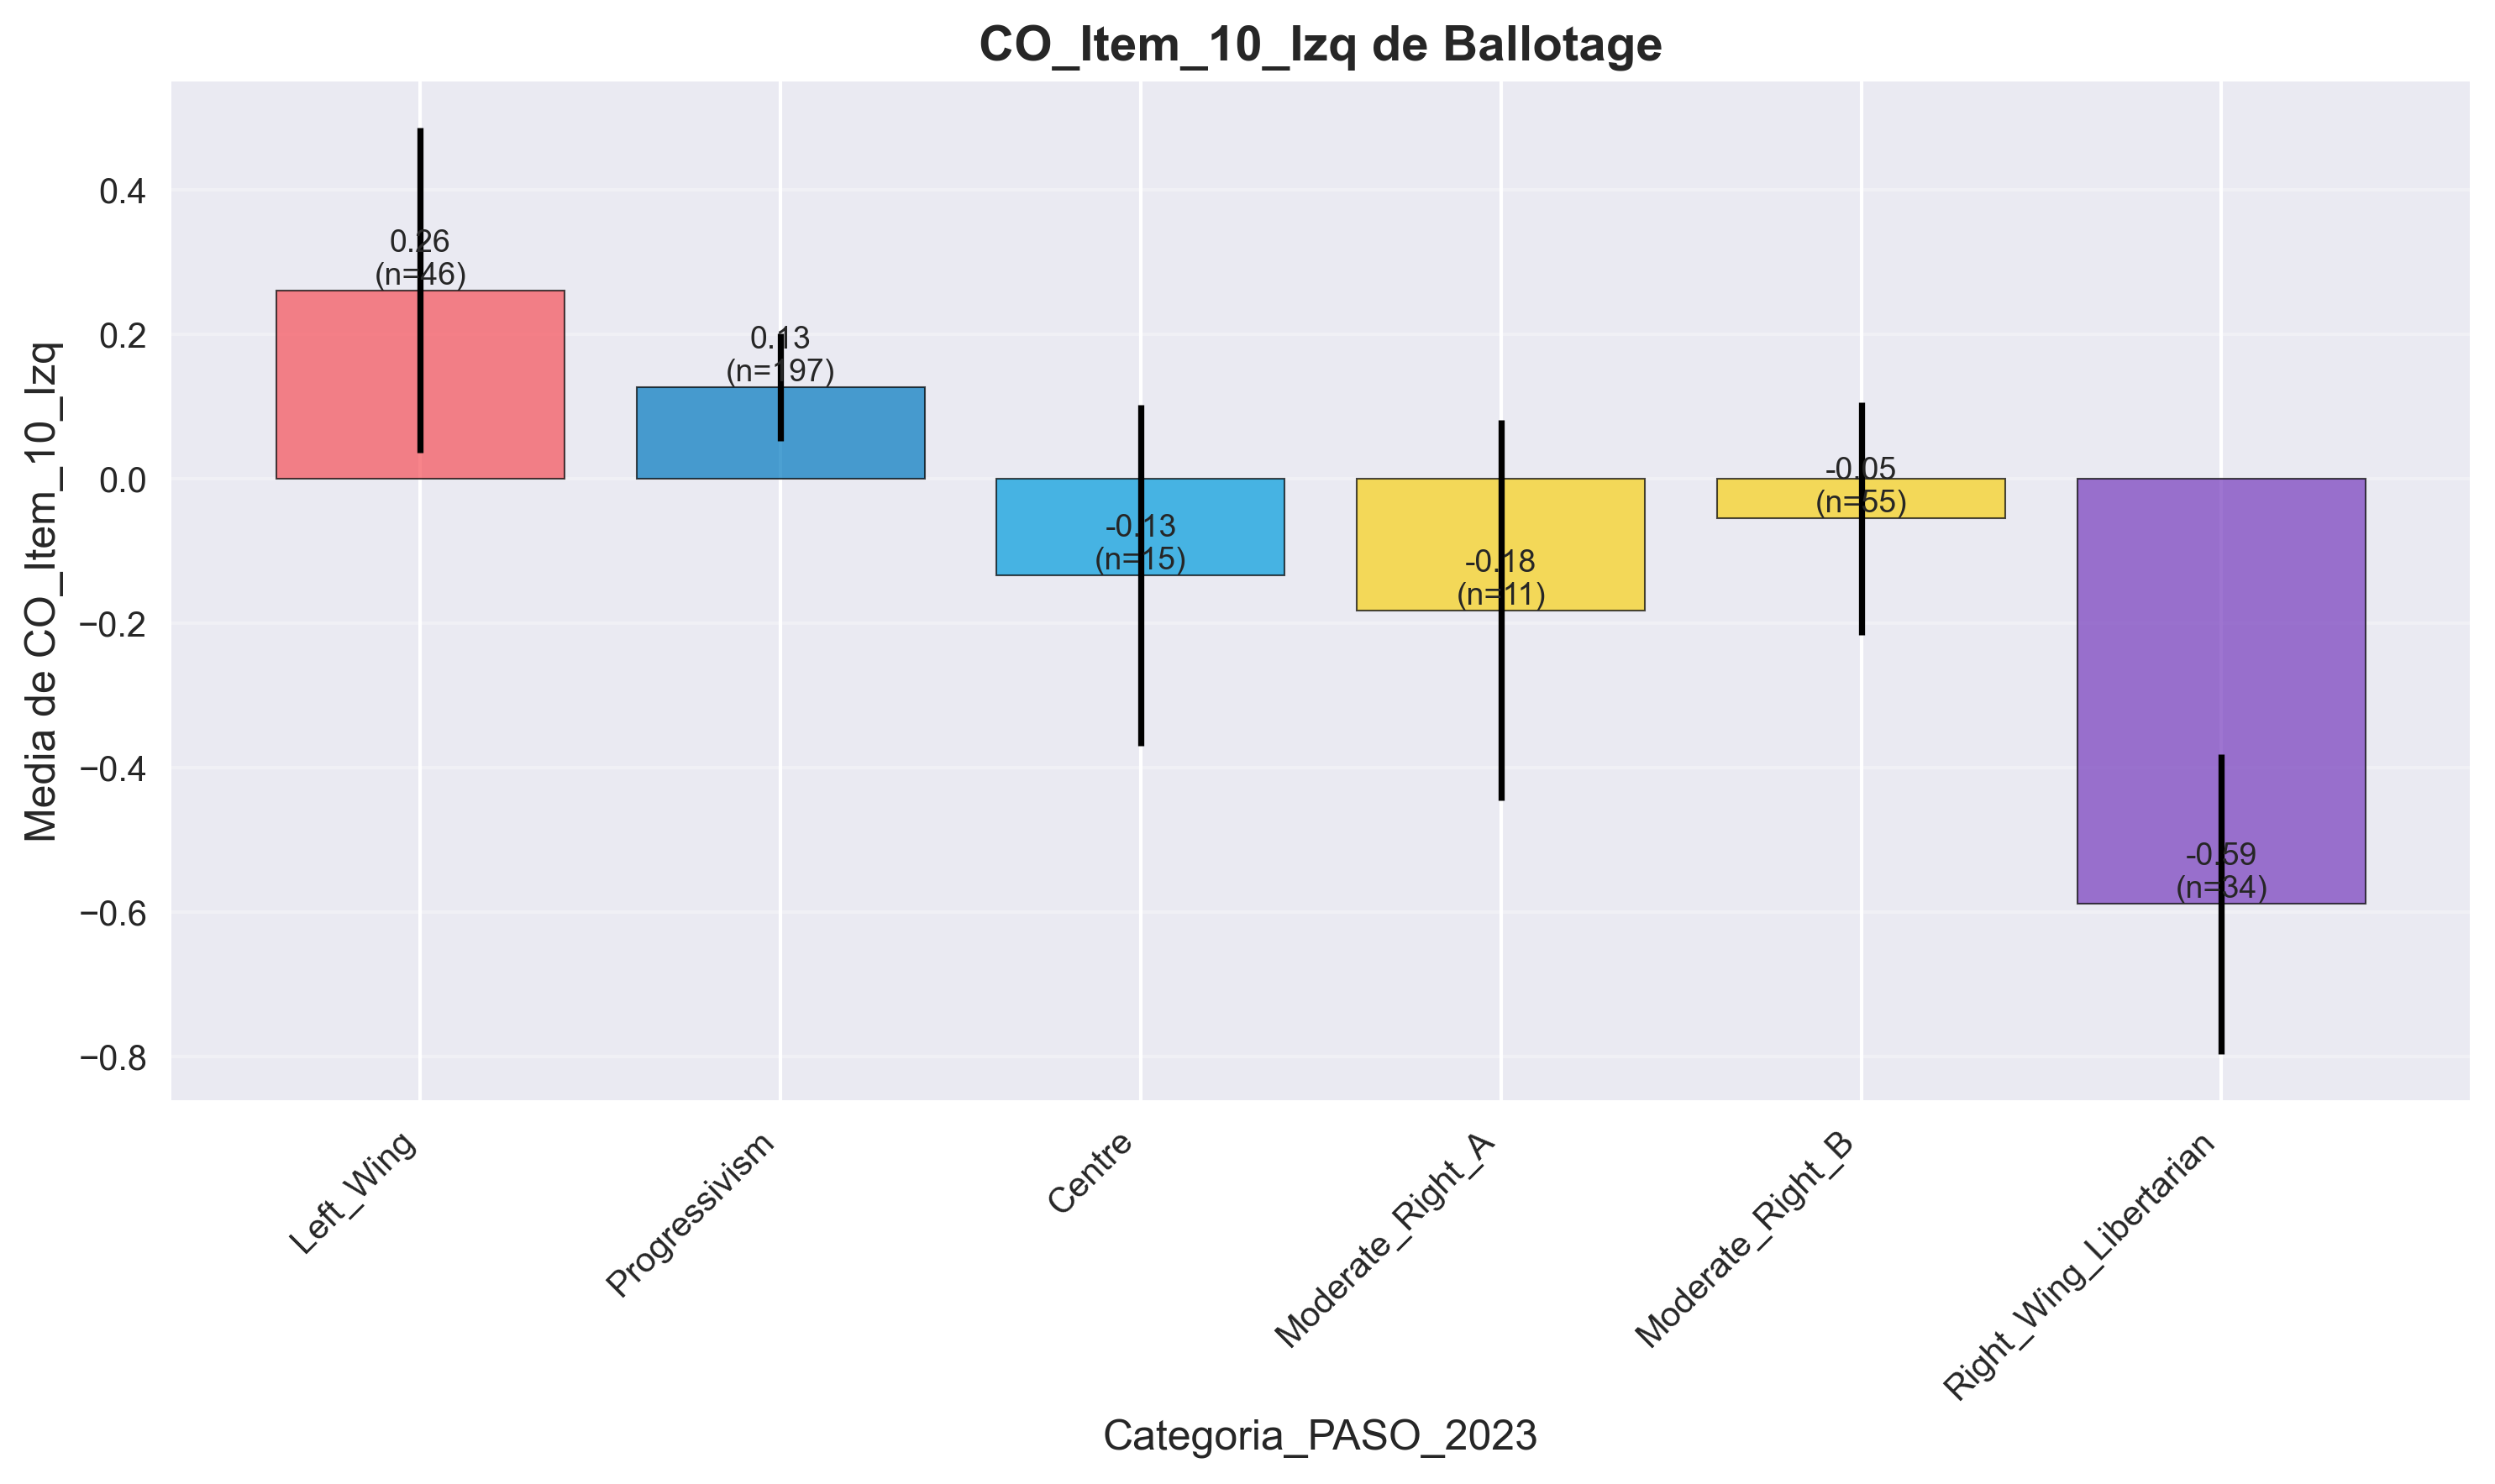 CO_Item_10_Izq de Ballotage
Media de CO_Item_10_Izq
0.4
0.2
0.0
−0.2
−0.4
−0.6
−0.8
0.26
(n=46)
0.13
(n=197)
-0.13
(n=15)
-0.18
(n=11)
-0.05
(n=55)
-0.59
(n=34)
Left_Wing
Progressivism
Centre
Moderate_Right_A
Moderate_Right_B
Right_Wing_Libertarian
Categoria_PASO_2023